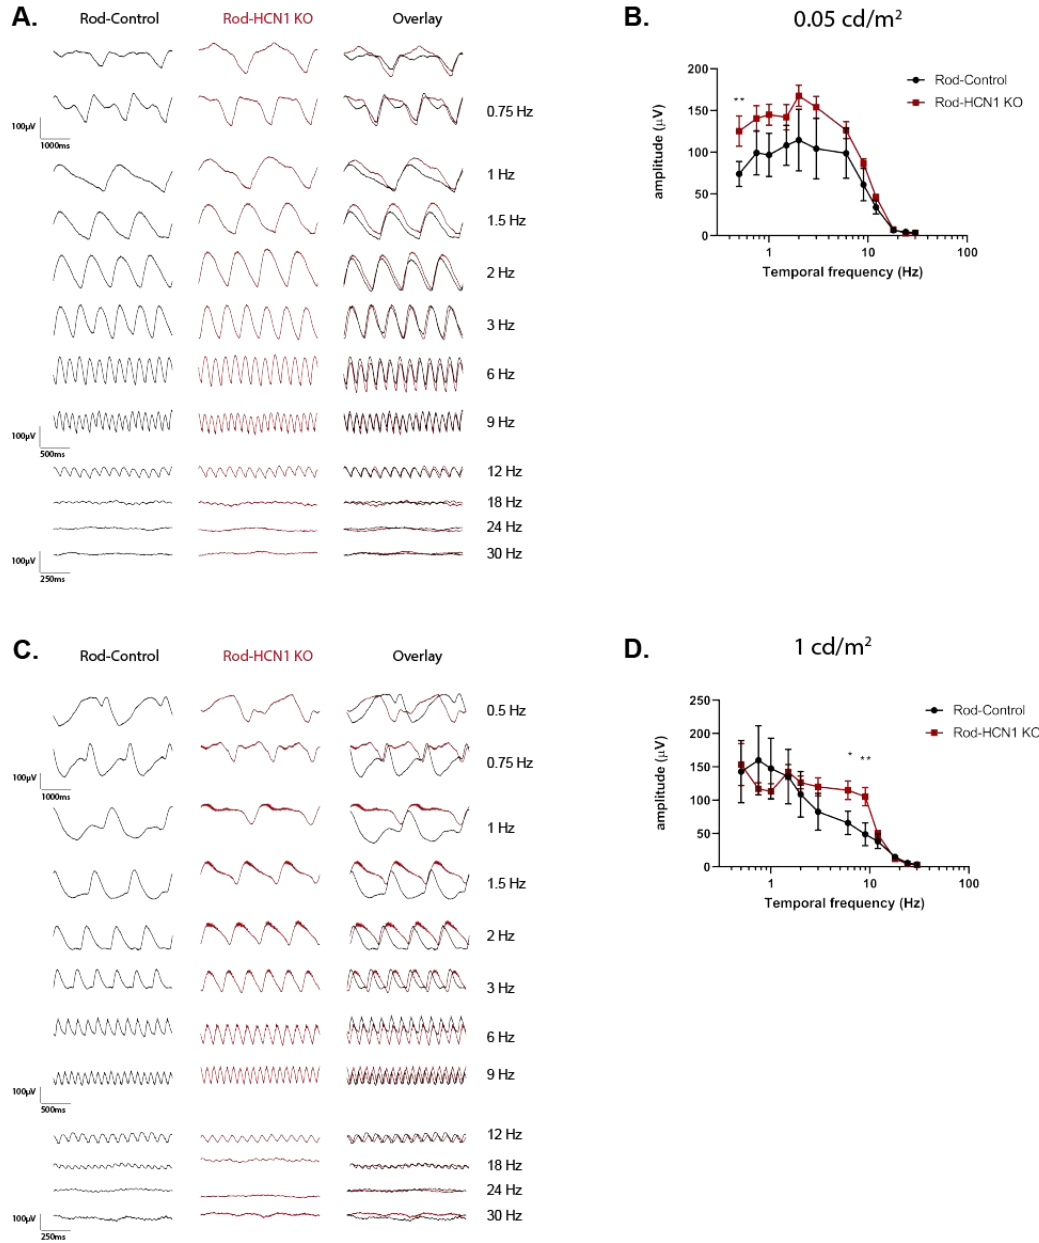 A.
Rod-Control Rod-HCN1 KO Overlay
0.75 Hz
100µV
1000ms
1 Hz
1.5 Hz
2 Hz
3 Hz
6 Hz
9 Hz
100µV
500ms
12 Hz
18 Hz
24 Hz
30 Hz
100µV
250ms
B.
0.05 cd/m²
Rod-Control
Rod-HCN1 KO
**
200
150
100
50
0
amplitude (µV)
1 10 100
Temporal frequency (Hz)
C.
Rod-Control Rod-HCN1 KO Overlay
0.5 Hz
0.75 Hz
100µV
1000ms
1 Hz
1.5 Hz
2 Hz
3 Hz
6 Hz
9 Hz
100µV
500ms
12 Hz
18 Hz
24 Hz
30 Hz
100µV
250ms
D.
1 cd/m²
Rod-Control
Rod-HCN1 KO
* **
250
200
150
100
50
0
amplitude (µV)
1 10 100
Temporal frequency (Hz)